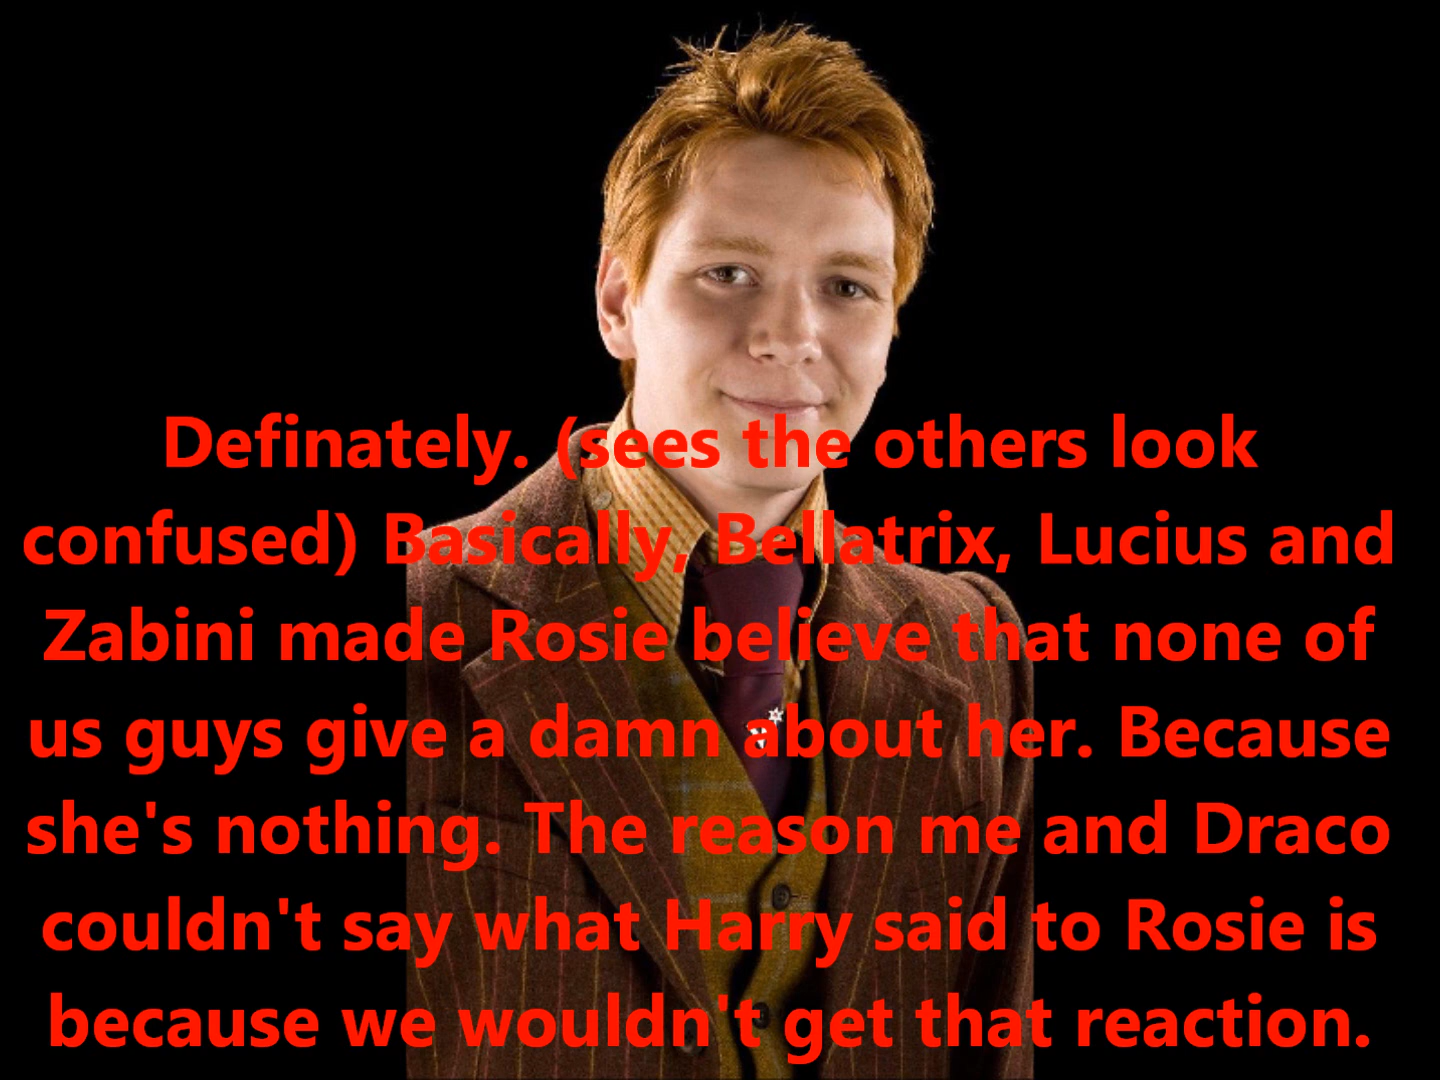 Definately. (sees the others look
confused) Basically, Bellatrix, Lucius and
Zabini made Rosie believe that none of
us guys give a damn about her. Because
she's nothing. The reason me and Draco
couldn't say what Harry said to Rosie is
because we wouldn't get that reaction.